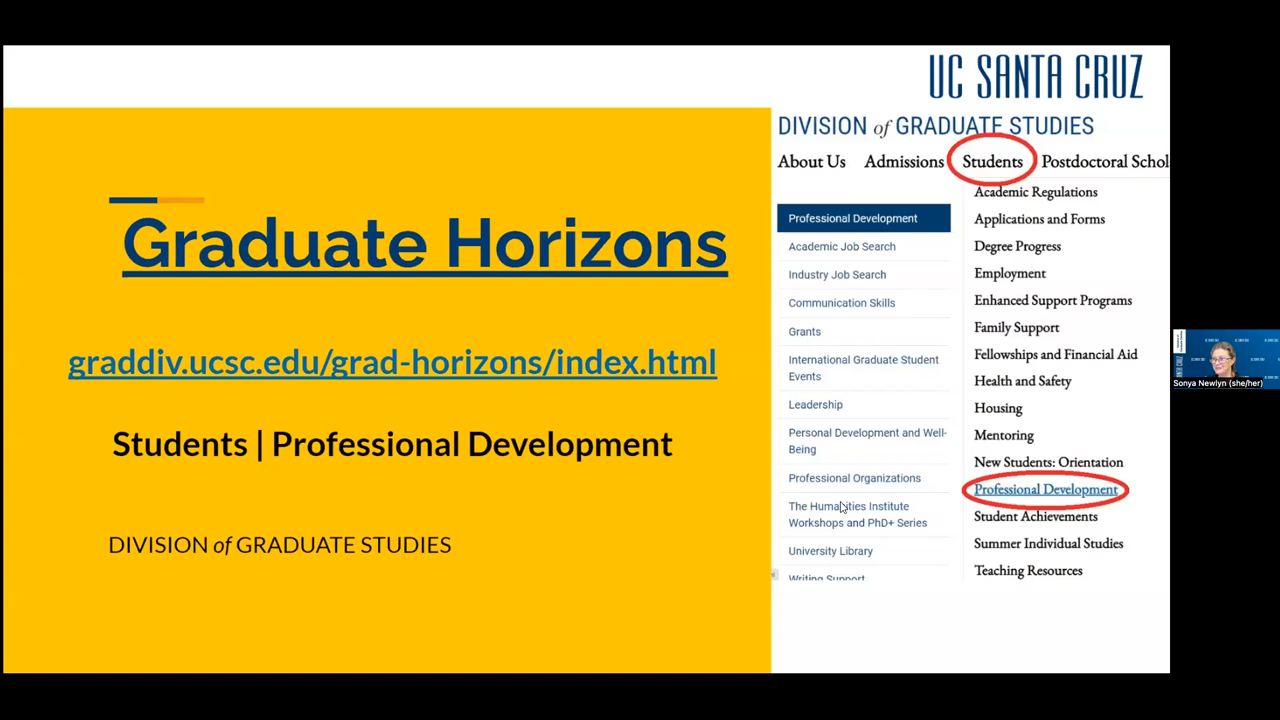 UC SANTA CRUZ
Graduate Horizons
graddiv.ucsc.edu/grad-horizons/index.html
Students | Professional Development
DIVISION of GRADUATE STUDIES
DIVISION of GRADUATE STUDIES
About Us Admissions Students Postdoctoral Schol
Professional Development
Academic Job Search
Industry Job Search
Communication Skills
Grants
International Graduate Student
Events
Leadership
Personal Development and Well-
Being
Professional Organizations
The Humanities Institute
Workshops and PhD+ Series
University Library
Writing Support
Academic Regulations
Applications and Forms
Degree Progress
Employment
Enhanced Support Programs
Family Support
Fellowships and Financial Aid
Health and Safety
Housing
Mentoring
New Students: Orientation
Professional Development
Student Achievements
Summer Individual Studies
Teaching Resources
Sonya Newlyn (she/her)